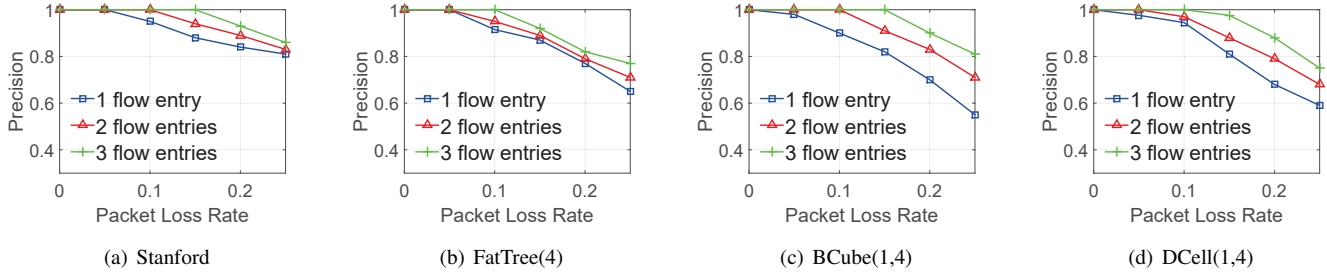 1
0.8
0.6
0.4
Precision
1 flow entry
2 flow entries
3 flow entries
0
0.1
0.2
Packet Loss Rate
(a) Stanford
1
0.8
0.6
0.4
Precision
1 flow entry
2 flow entries
3 flow entries
0
0.1
0.2
Packet Loss Rate
(b) FatTree(4)
1
0.8
0.6
0.4
Precision
1 flow entry
2 flow entries
3 flow entries
0
0.1
0.2
Packet Loss Rate
(c) BCube(1,4)
1
0.8
0.6
0.4
Precision
1 flow entry
2 flow entries
3 flow entries
0
0.1
0.2
Packet Loss Rate
(d) DCell(1,4)